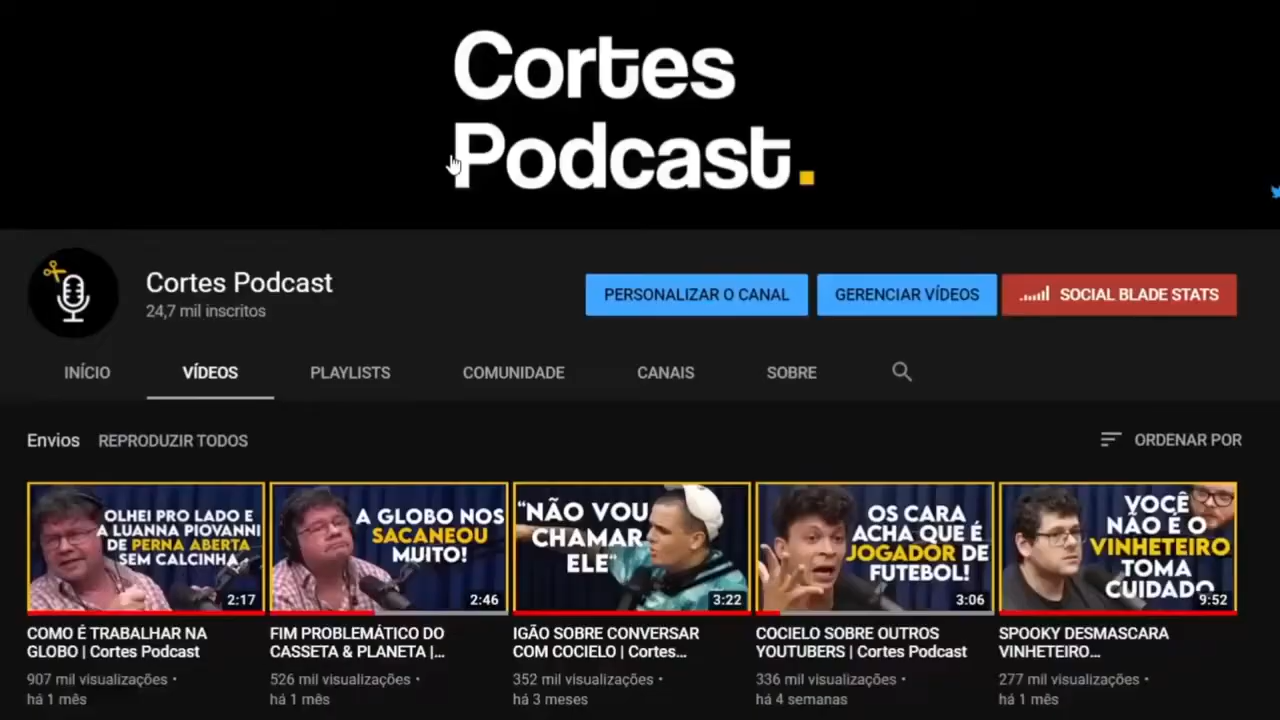 Cortes
Podcast.
Cortes Podcast
24,7 mil inscritos
PERSONALIZAR O CANAL
GERENCIAR VÍDEOS
SOCIAL BLADE STATS
INÍCIO
VÍDEOS
PLAYLISTS
COMUNIDADE
CANAIS
SOBRE
Envios
REPRODUZIR TODOS
ORDENAR POR
OLHEI PRO LADO E
A LUANNA PIOVANNI
DE PERNA ABERTA
SEM CALCINHA
2:17
COMO É TRABALHAR NA
GLOBO | Cortes Podcast
907 mil visualizações •
há 1 mês
A GLOBO NOS
SACANEOU
MUITO!
2:46
FIM PROBLEMÁTICO DO
CASSETA & PLANETA |...
526 mil visualizações •
há 1 mês
"NÃO VOU
CHAMAR
ELE"
3:22
IGÃO SOBRE CONVERSAR
COM COCIELO | Cortes...
352 mil visualizações •
há 3 meses
OS CARA
ACHA QUE É
JOGADOR DE
FUTEBOL!
3:06
COCIELO SOBRE OUTROS
YOUTUBERS | Cortes Podcast
336 mil visualizações •
há 4 semanas
VOCÊ
NÃO É O
VINHETEIRO
TOMA
CUIDADO
9:52
SPOOKY DESMASCARA
VINHETEIRO...
277 mil visualizações •
há 1 mês